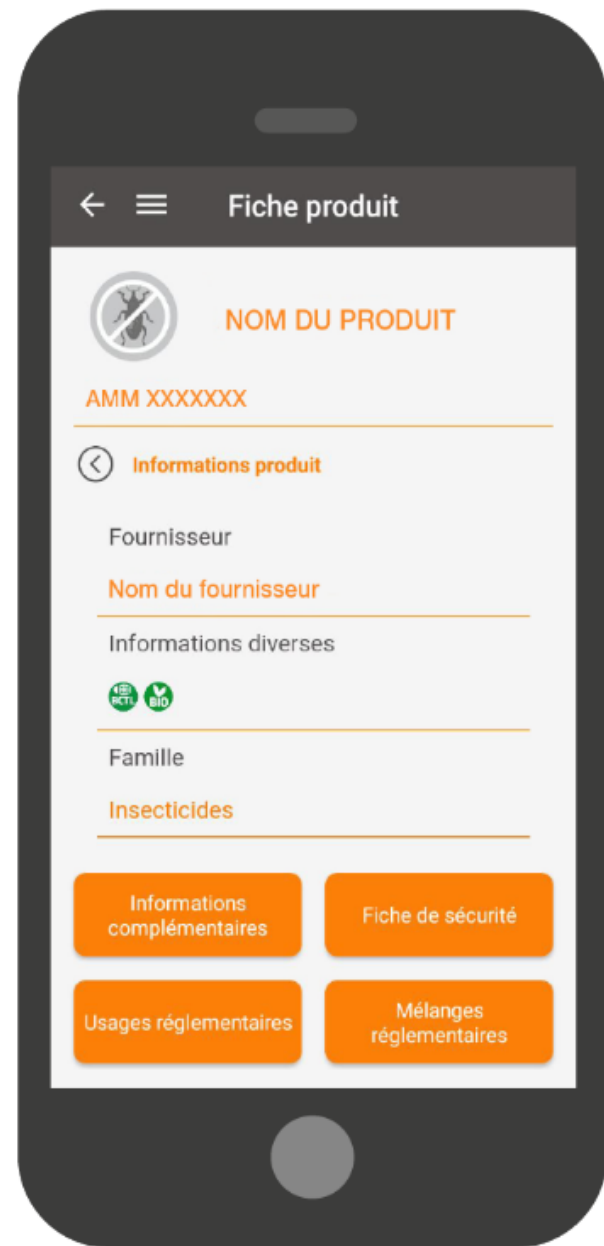 Fiche produit
NOM DU PRODUIT
AMM XXXXXXX
Informations produit
Fournisseur
Nom du fournisseur
Informations diverses
BCTL BIO
Famille
Insecticides
Informations
complémentaires
Fiche de sécurité
Usages réglementaires
Mélanges
réglementaires